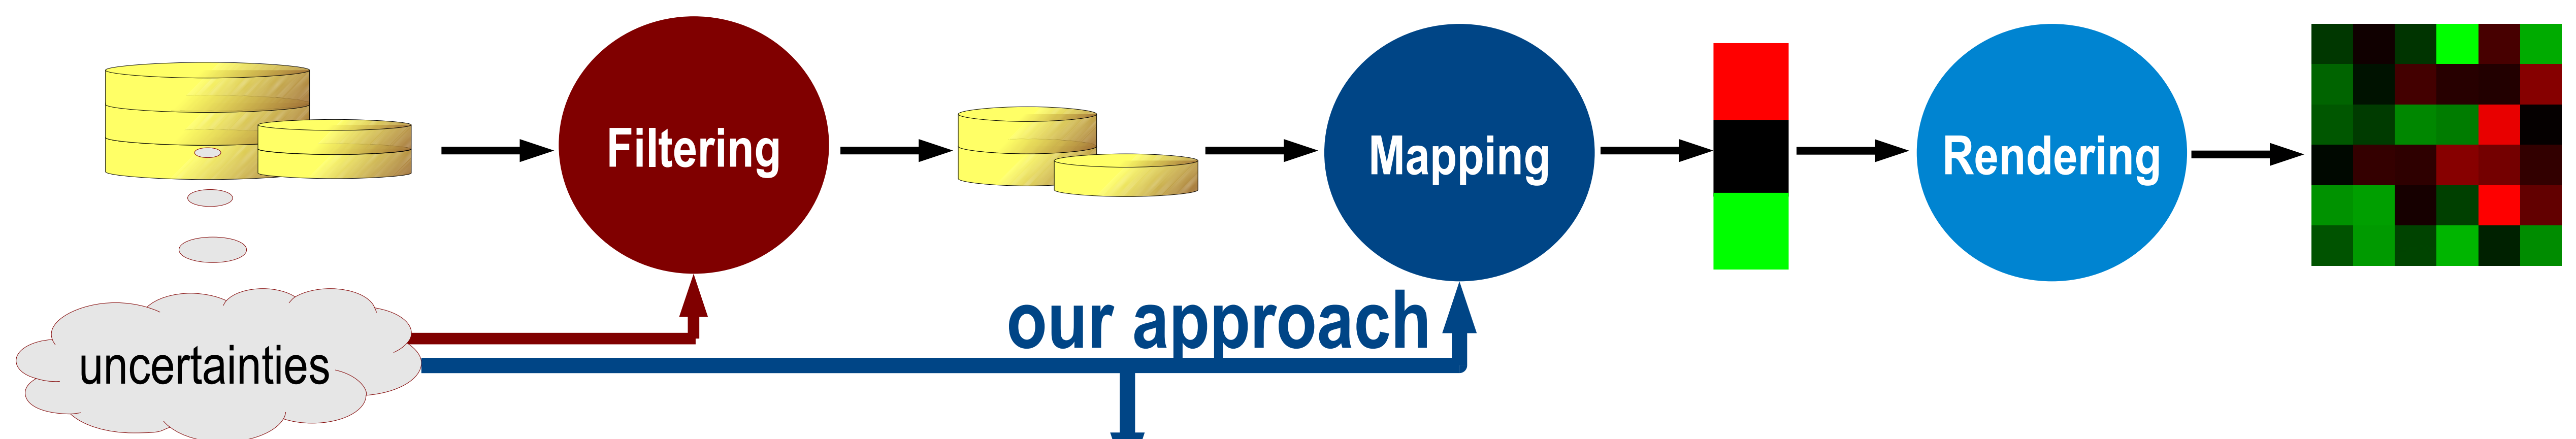 Filtering
Mapping
Rendering
our approach
uncertainties